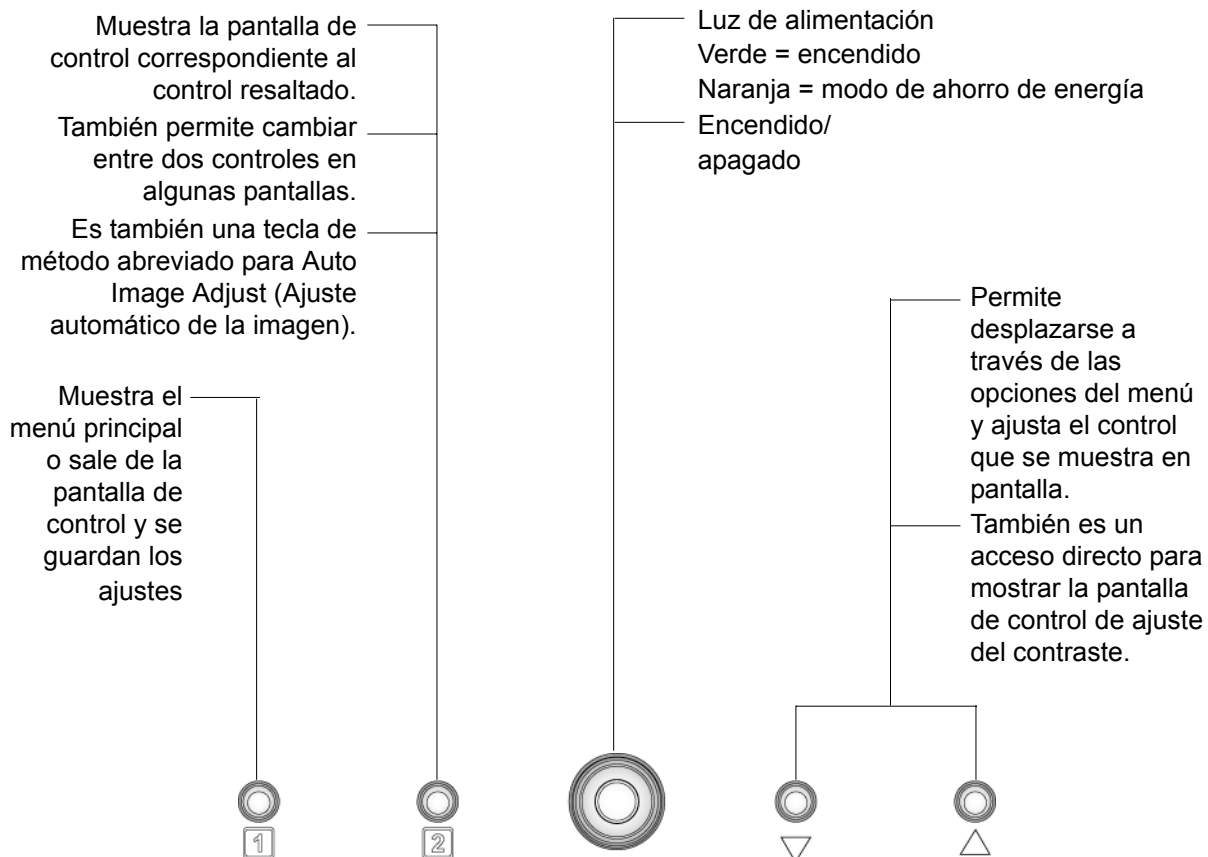 Muestra la pantalla de
control correspondiente al
control resaltado.
También permite cambiar
entre dos controles en
algunas pantallas.
Es también una tecla de
método abreviado para Auto
Image Adjust (Ajuste
automático de la imagen).
Muestra el
menú principal
o sale de la
pantalla de
control y se
guardan los
ajustes
Luz de alimentación
Verde = encendido
Naranja = modo de ahorro de energía
Encendido/
apagado
Permite
desplazarse a
través de las
opciones del menú
y ajusta el control
que se muestra en
pantalla.
También es un
acceso directo para
mostrar la pantalla
de control de ajuste
del contraste.
1
2